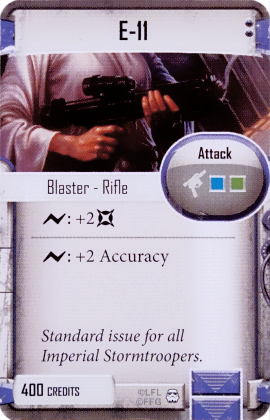 E-11
Attack
Blaster - Rifle
: +2
: +2 Accuracy
Standard issue for all
Imperial Stormtroopers.
400 CREDITS
©LFL
©FFG